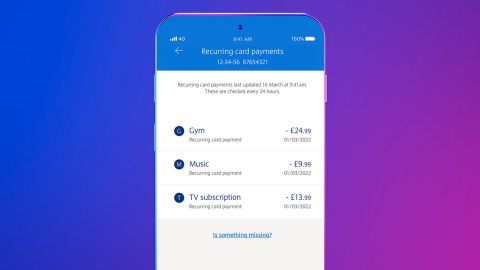 4G 9:41 AM 100%
Recurring card payments
12-34-56 87654321
Recurring card payments last updated 16 March at 9.41am.
These are checked every 24 hours.
G Gym - £24.99
Recurring card payment 01/03/2022
M Music - £9.99
Recurring card payment 01/03/2022
T TV subscription - £13.99
Recurring card payment 01/03/2022
Is something missing?